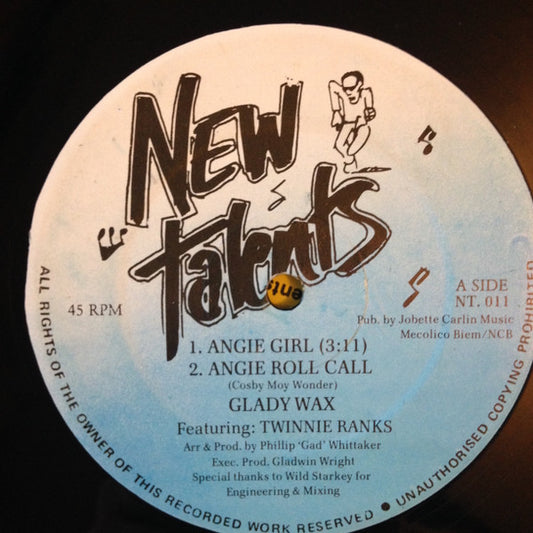 NEW
talents
45 RPM
A SIDE
NT. 011
Pub. by Jobette Carlin Music
Mecolico Biem/NCB
1. ANGIE GIRL (3:11)
2. ANGIE ROLL CALL
(Cosby Moy Wonder)
GLADY WAX
Featuring: TWINNIE RANKS
Arr & Prod. by Phillip 'Gad' Whittaker
Exec. Prod. Gladwin Wright
Special thanks to Wild Starkey for
Engineering & Mixing
ALL RIGHTS OF THE OWNER OF THIS RECORDED WORK RESERVED ● UNAUTHORISED COPYING PROHIBITED